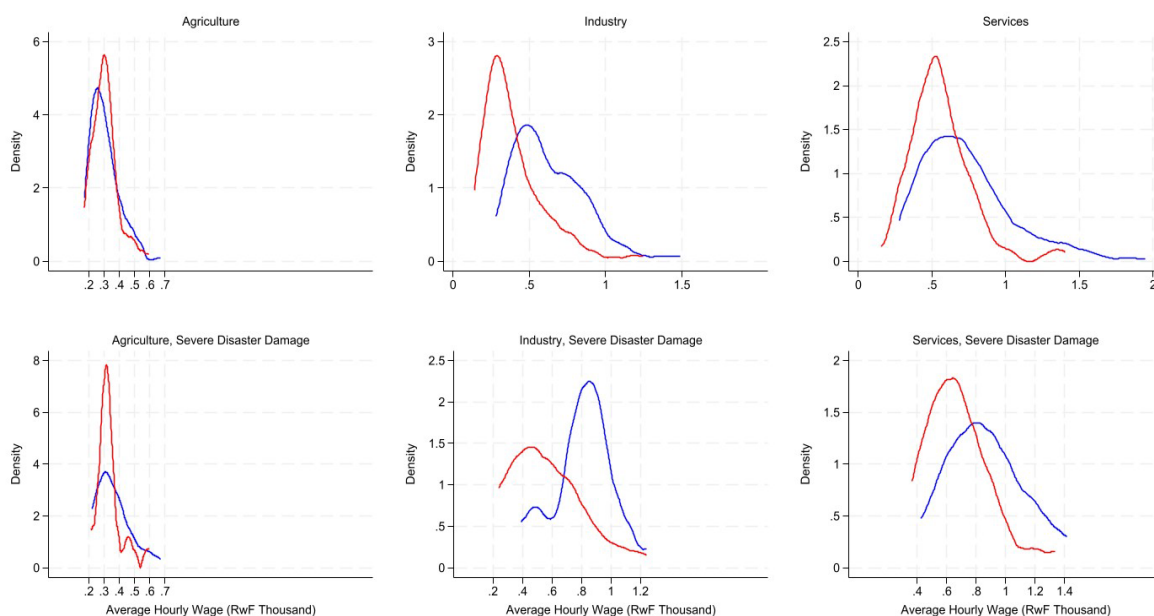 Agriculture
Industry
Services
Density
6
4
2
0
.2 .3 .4 .5 .6 .7
Density
3
2
1
0
0 .5 1 1.5
Density
2.5
2
1.5
1
.5
0
0 .5 1 1.5 2
Agriculture, Severe Disaster Damage
Industry, Severe Disaster Damage
Services, Severe Disaster Damage
Density
8
6
4
2
0
.2 .3 .4 .5 .6 .7
Average Hourly Wage (RwF Thousand)
Density
2.5
2
1.5
1
.5
0
.2 .4 .6 .8 1 1.2
Average Hourly Wage (RwF Thousand)
Density
2
1.5
1
.5
0
.4 .6 .8 1 1.2 1.4
Average Hourly Wage (RwF Thousand)